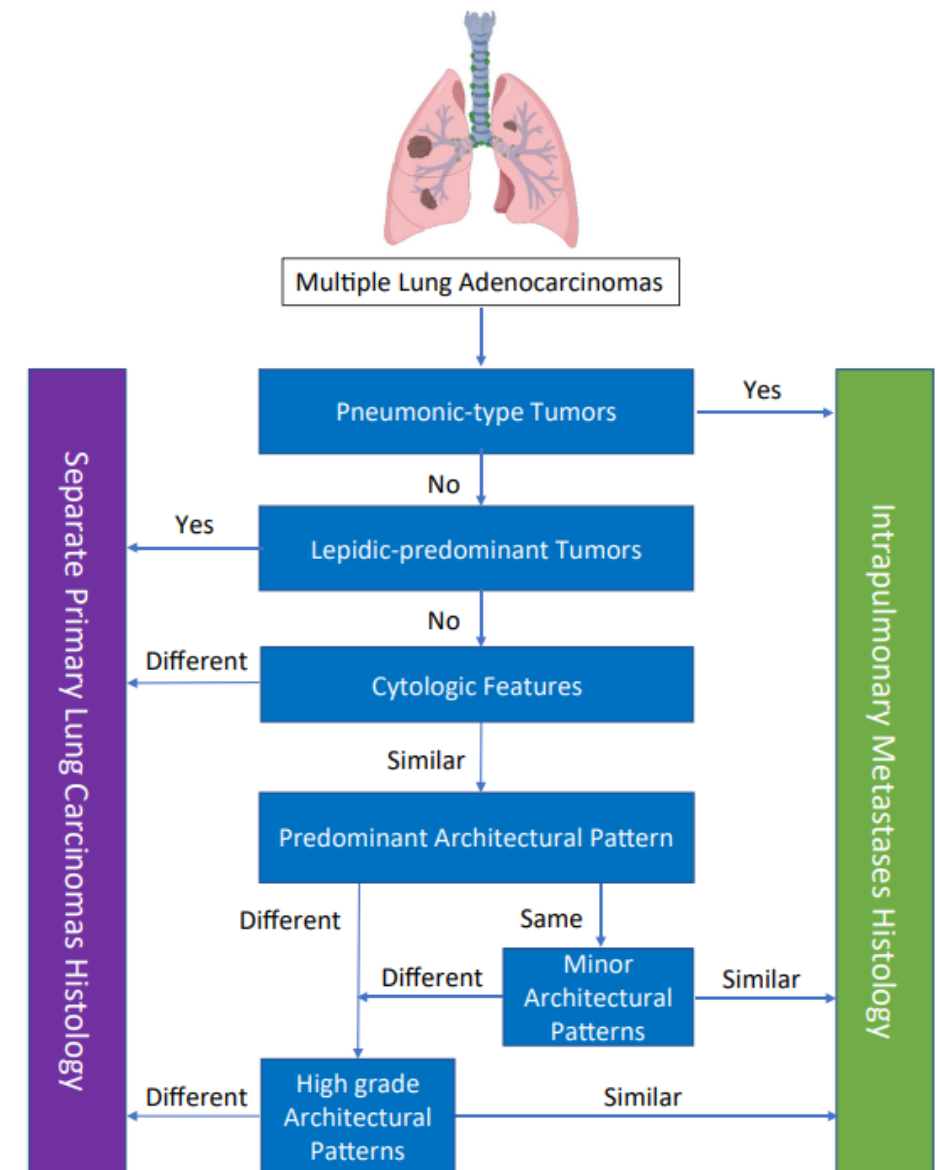 Multiple Lung Adenocarcinomas
Pneumonic-type Tumors
Yes
No
Lepidic-predominant Tumors
Yes
No
Cytologic Features
Different
Similar
Predominant Architectural Pattern
Different
Same
Minor
Architectural
Patterns
Different
Similar
High grade
Architectural
Patterns
Different
Similar
Separate Primary Lung Carcinomas Histology
Intrapulmonary Metastases Histology